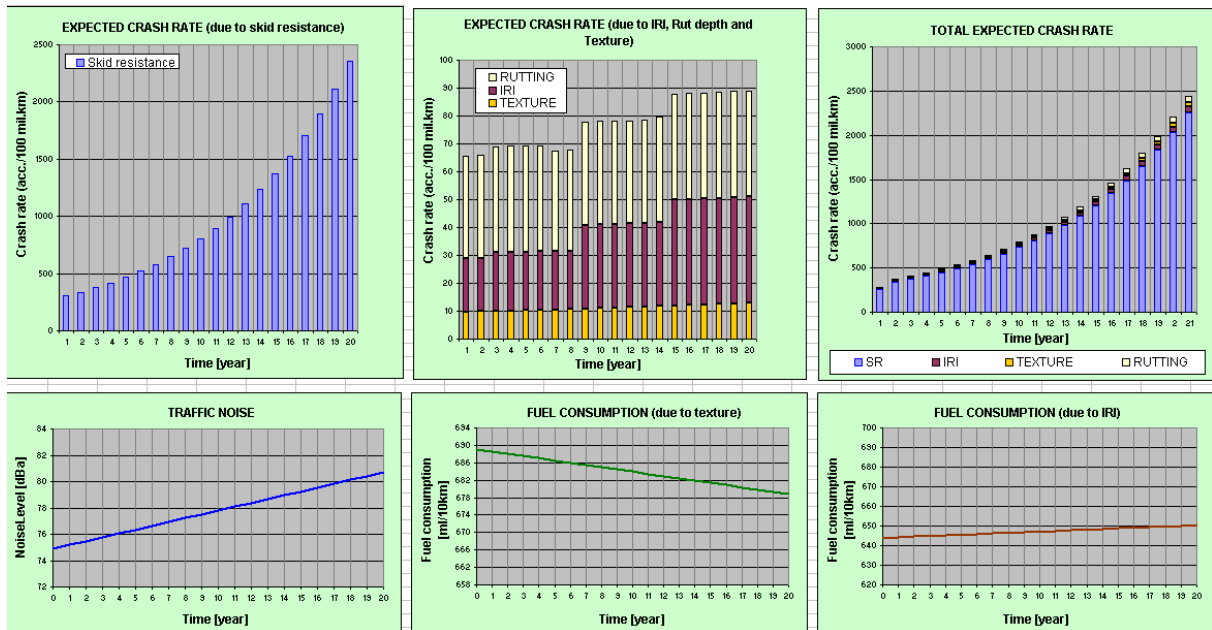 EXPECTED CRASH RATE (due to skid resistance)
Crash rate (acc./100 mil.km)
2500
2000
1500
1000
500
0
Skid resistance
1 2 3 4 5 6 7 8 9 10 11 12 13 14 15 16 17 18 19 20
Time [year]
EXPECTED CRASH RATE (due to IRI, Rut depth and
Texture)
Crash rate (acc./100 mil.km)
100
90
80
70
60
50
40
30
20
10
0
RUTTING
IRI
TEXTURE
1 2 3 4 5 6 7 8 9 10 11 12 13 14 15 16 17 18 19 20
Time [year]
TOTAL EXPECTED CRASH RATE
Crash rate (acc./100 mil.km)
3000
2500
2000
1500
1000
500
0
1 2 3 4 5 6 7 8 9 10 11 12 13 14 15 16 17 18 19 2 21
Time [year]
SR IRI TEXTURE RUTTING
TRAFFIC NOISE
NoiseLevel [dBa]
84
82
80
78
76
74
72
0 1 2 3 4 5 6 7 8 9 10 11 12 13 14 15 16 17 18 19 20
Time [year]
FUEL CONSUMPTION (due to texture)
Fuel consumption
[ml/10km]
694
690
686
682
678
674
670
666
662
658
0 1 2 3 4 5 6 7 8 9 10 11 12 13 14 15 16 17 18 19 20
Time [year]
FUEL CONSUMPTION (due to IRI)
Fuel consumption
[ml/10km]
700
690
680
670
660
650
640
630
620
0 1 2 3 4 5 6 7 8 9 10 11 12 13 14 15 16 17 18 19 20
Time [year]